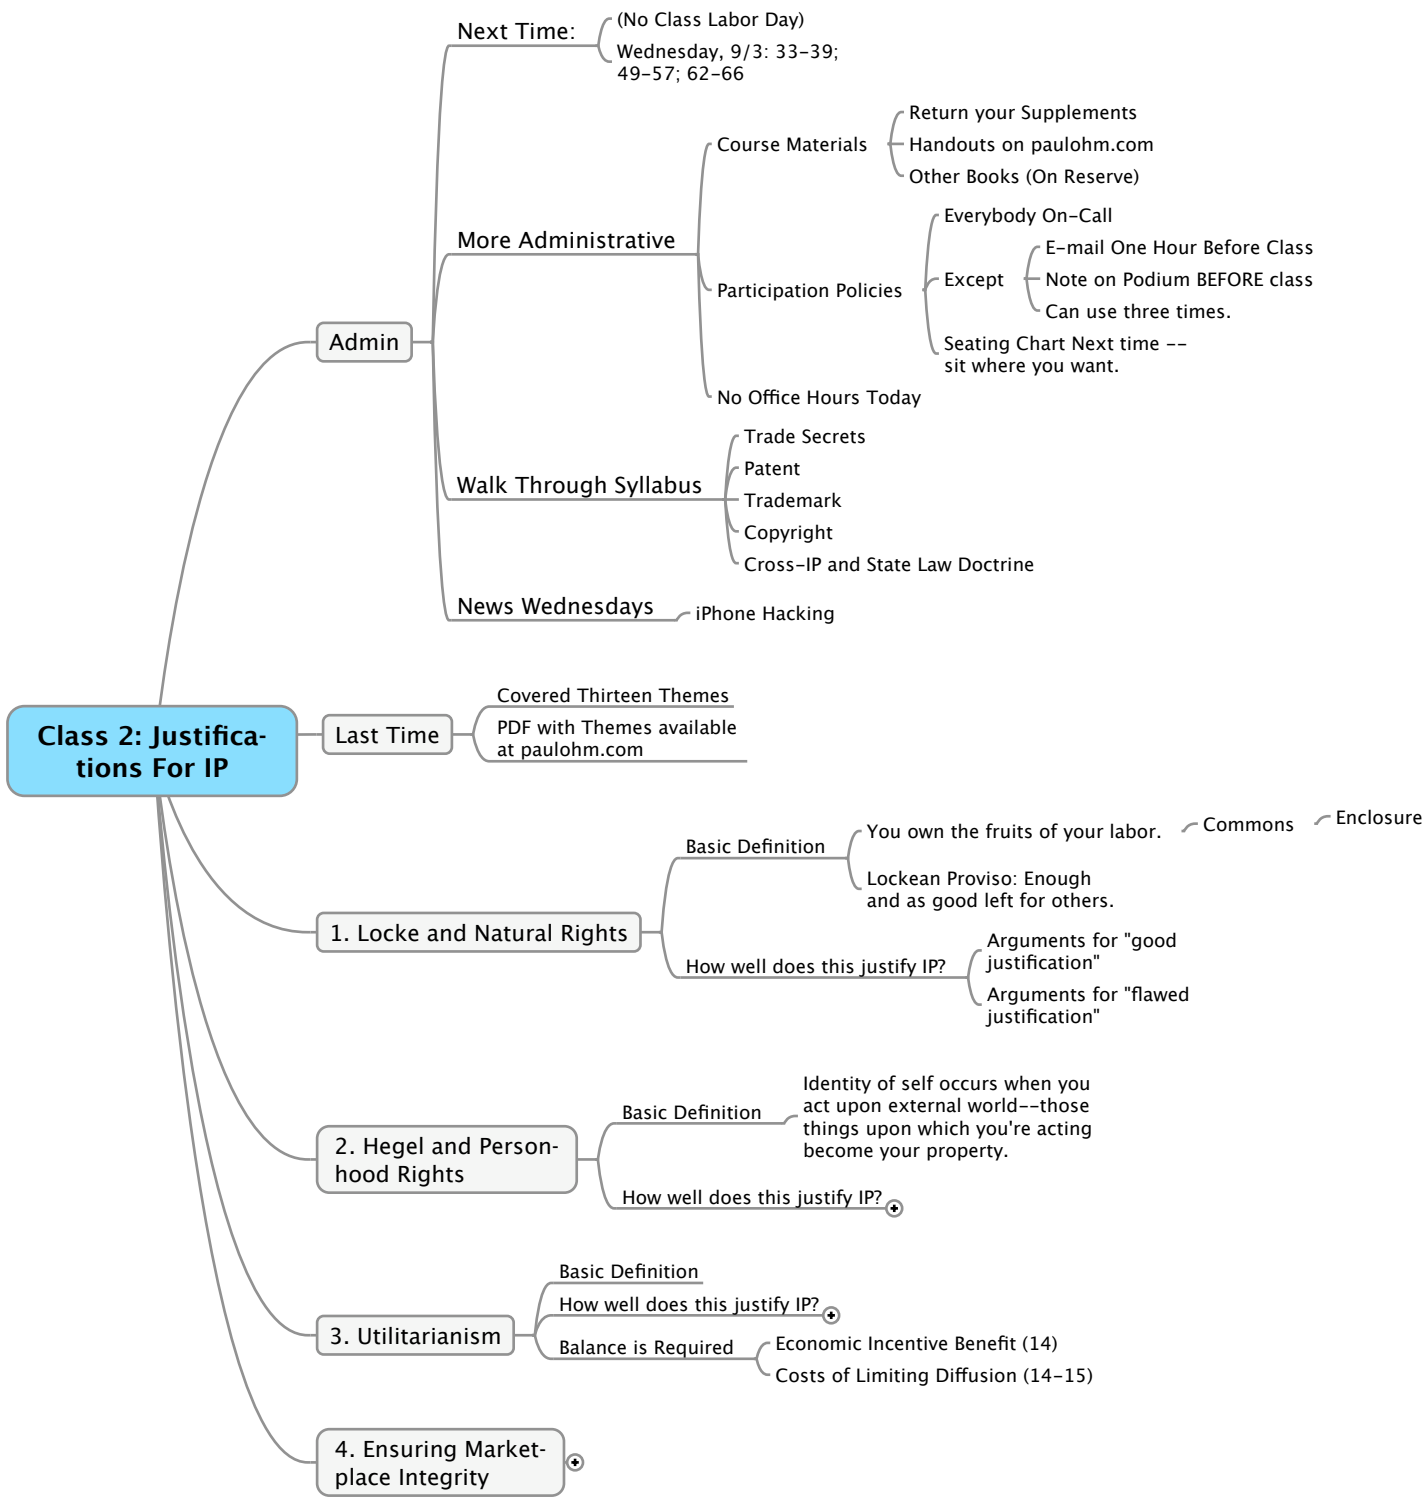 Next Time:
(No Class Labor Day)
Wednesday, 9/3: 33-39;
49-57; 62-66
More Administrative
Course Materials
Return your Supplements
Handouts on paulohm.com
Other Books (On Reserve)
Participation Policies
Everybody On-Call
Except
E-mail One Hour Before Class
Note on Podium BEFORE class
Can use three times.
Seating Chart Next time --
sit where you want.
No Office Hours Today
Admin
Walk Through Syllabus
Trade Secrets
Patent
Trademark
Copyright
Cross-IP and State Law Doctrine
News Wednesdays
iPhone Hacking
Class 2: Justifica-
tions For IP
Last Time
Covered Thirteen Themes
PDF with Themes available
at paulohm.com
1. Locke and Natural Rights
Basic Definition
You own the fruits of your labor.
Commons
Enclosure
Lockean Proviso: Enough
and as good left for others.
How well does this justify IP?
Arguments for "good
justification"
Arguments for "flawed
justification"
2. Hegel and Person-
hood Rights
Basic Definition
Identity of self occurs when you
act upon external world--those
things upon which you're acting
become your property.
How well does this justify IP?
3. Utilitarianism
Basic Definition
How well does this justify IP?
Balance is Required
Economic Incentive Benefit (14)
Costs of Limiting Diffusion (14-15)
4. Ensuring Market-
place Integrity